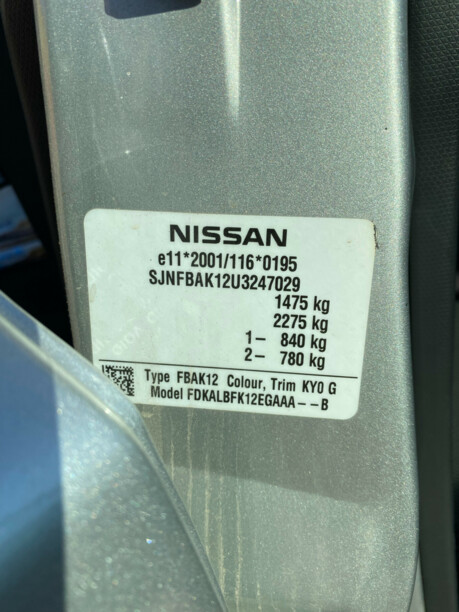 NISSAN
e11*2001/116*0195
SJNFBAK12U3247029
1475 kg
2275 kg
1– 840 kg
2– 780 kg
Type FBAK12 Colour, Trim KY0 G
Model FDKALBFK12EGAAA––B